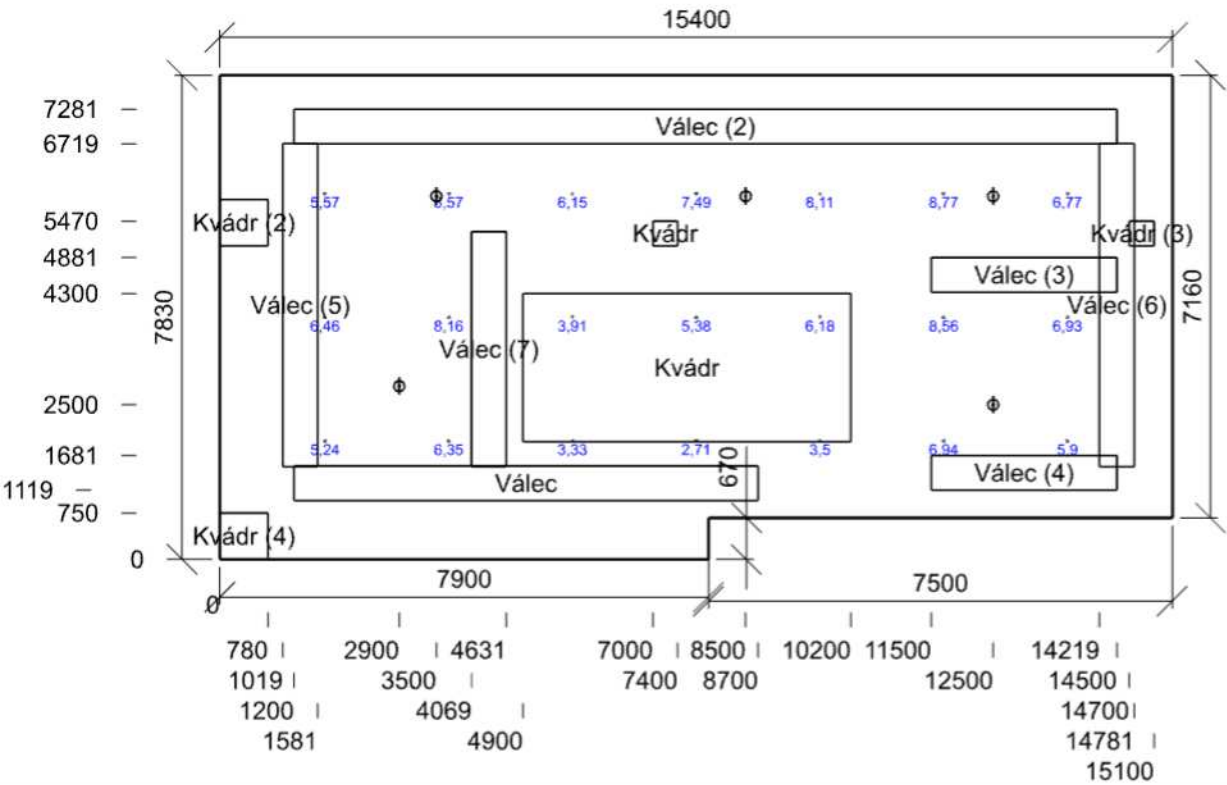 15400
7281
Válec (2)
6719
5,57 8,57 6,15 7,49 8,11 8,77 6,77
5470 Kvádr (2) Kvádr Kvádr (3)
4881
Válec (3)
4300
7830 Válec (5) Válec (6) 7160
6,46 8,16 3,91 5,38 6,18 8,56 6,93
Válec (7)
Kvádr
2500
5,24 6,35 3,33 2,71 3,5 6,94 5,9
1681
670
Válec (4)
1119 Válec
750
Kvádr (4)
0
7900 7500
0
780 2900 4631 7000 8500 10200 11500 14219
1019 3500 7400 8700 12500 14500
1200 4069 14700
1581 4900 14781
15100